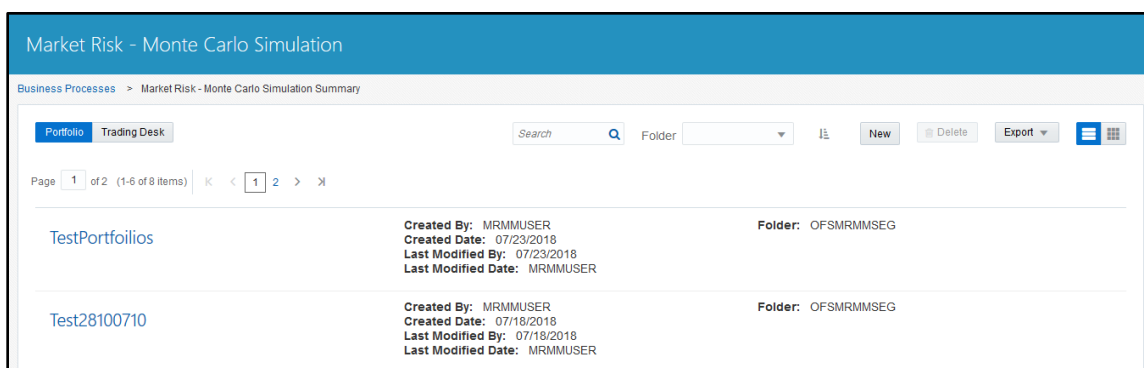 Market Risk - Monte Carlo Simulation
Business Processes > Market Risk - Monte Carlo Simulation Summary
Portfolio Trading Desk Search Folder New Delete Export
Page 1 of 2 (1-6 of 8 items) 1 2
TestPortfoilios
Created By: MRMMUSER
Created Date: 07/23/2018
Last Modified By: 07/23/2018
Last Modified Date: MRMMUSER
Folder: OFSMRMMSEG
Test28100710
Created By: MRMMUSER
Created Date: 07/18/2018
Last Modified By: 07/18/2018
Last Modified Date: MRMMUSER
Folder: OFSMRMMSEG